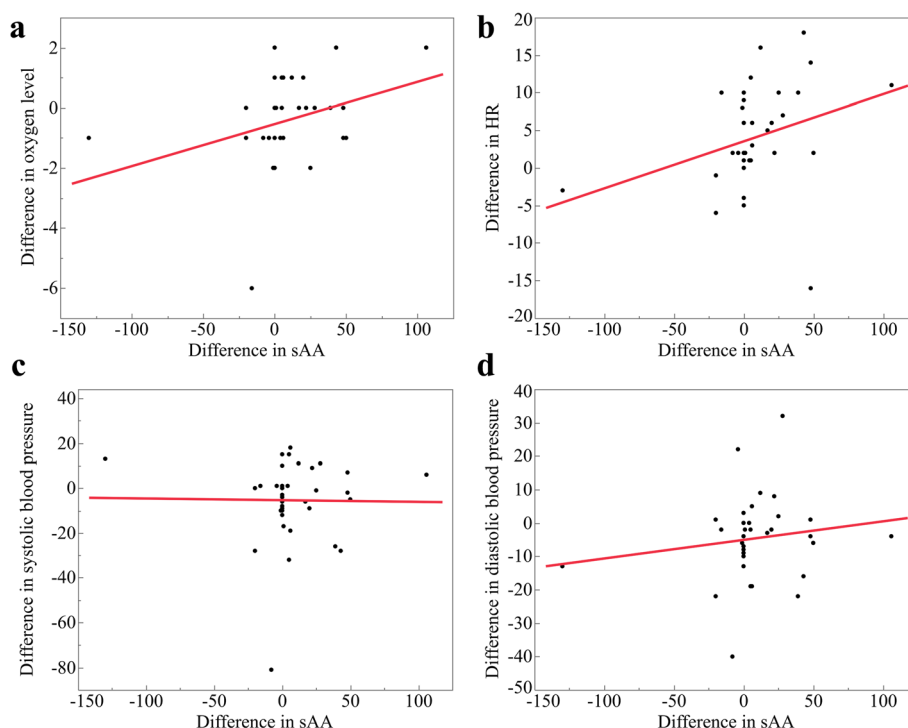 a
Difference in oxygen level
2
0
-2
-4
-6
-150 -100 -50 0 50 100
Difference in sAA
b
Difference in HR
20
15
10
5
0
-5
-10
15
-20
-150 -100 -50 0 50 100
Difference in sAA
c
Difference in systolic blood pressure
40
20
0
-20
-40
-60
-80
-150 -100 -50 0 50 100
Difference in sAA
d
Difference in diastolic blood pressure
40
30
20
10
0
-10
-20
-30
-40
-50
-150 -100 -50 0 50 100
Difference in sAA